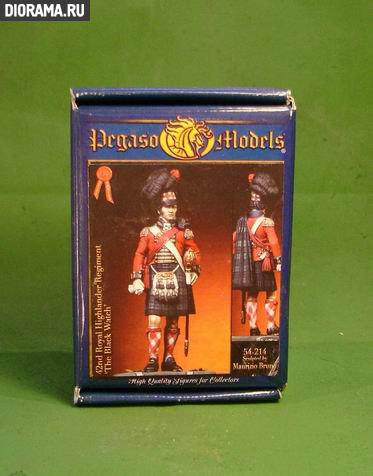 DIORAMA.RU
Pegaso Models
42nd Royal Highlander Regiment
'The Black Watch'
54-214
Sculpted by
Maurizio Bruno
High Quality Figures for Collectors